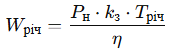 W_річ = P_н · k_з · T_річ / η